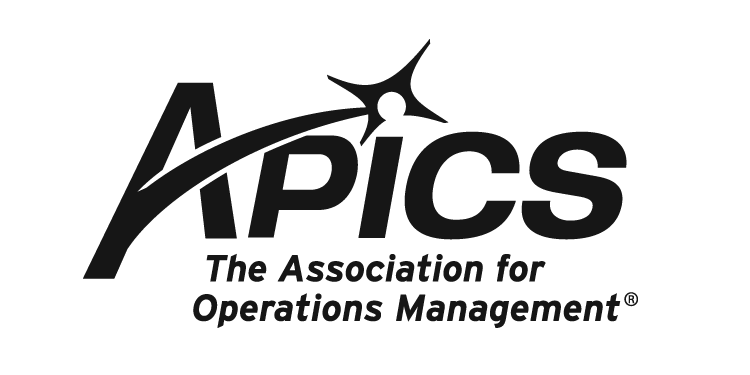 APICS
The Association for
Operations Management®